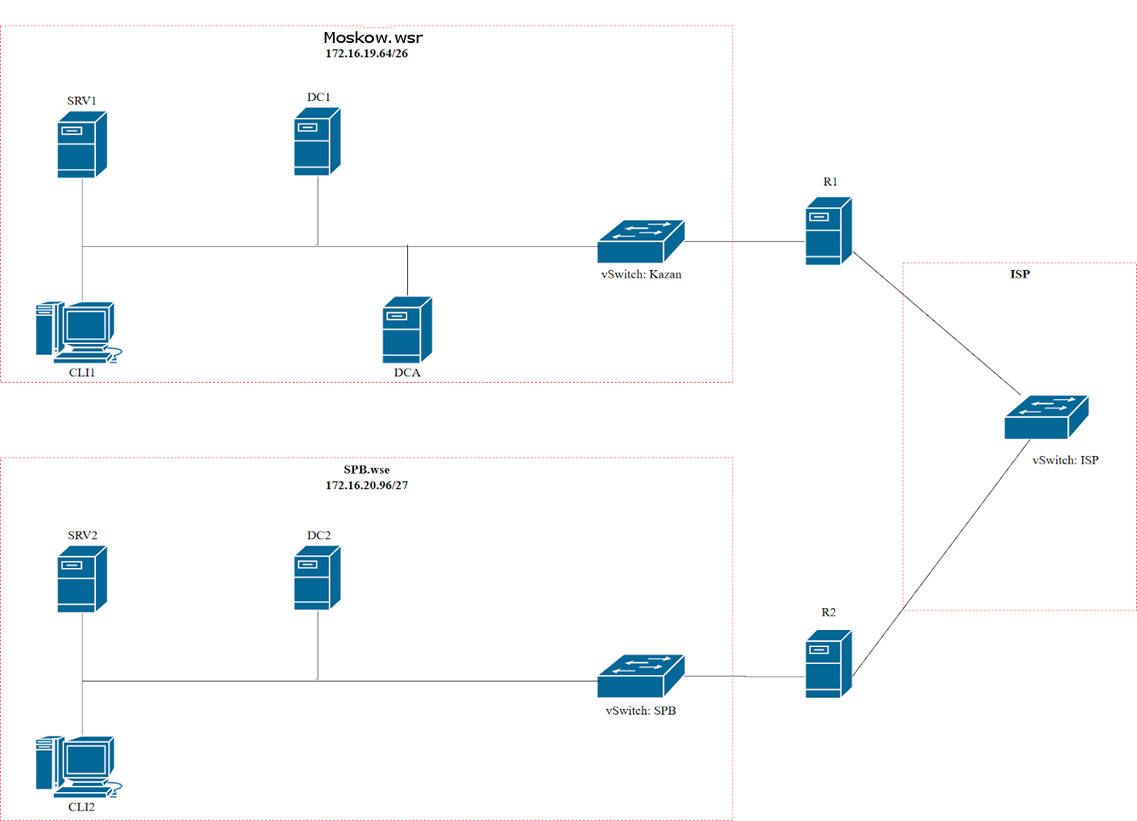 Moskow.wsr
172.16.19.64/26
SRV1
DC1
R1
vSwitch: Kazan
ISP
CLI1
DCA
vSwitch: ISP
SPB.wse
172.16.20.96/27
SRV2
DC2
R2
vSwitch: SPB
CLI2